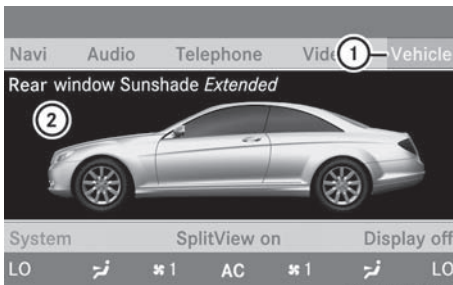 Navi Audio Telephone Vide 1 Vehicle
Rear window Sunshade Extended
2
System SplitView on Display off
LO 1 AC 1 LO